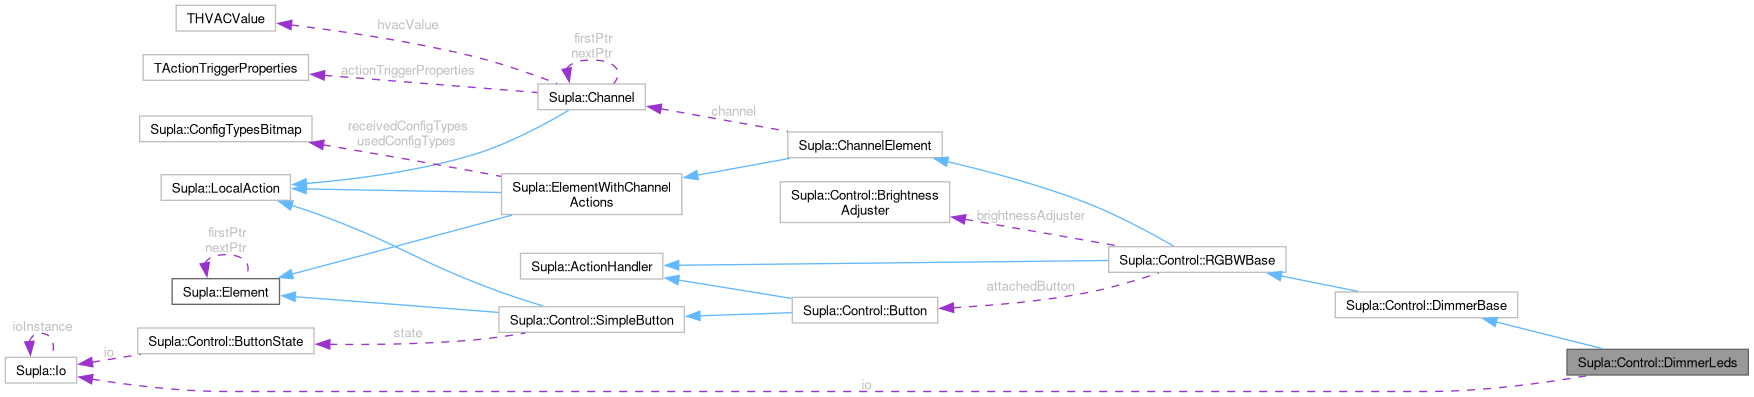 THVACValue
hvacValue
firstPtr
nextPtr
TActionTriggerProperties
actionTriggerProperties
Supla::Channel
channel
Supla::ConfigTypesBitmap
receivedConfigTypes
usedConfigTypes
Supla::ChannelElement
Supla::LocalAction
Supla::ElementWithChannel
Actions
Supla::Control::Brightness
Adjuster
brightnessAdjuster
firstPtr
nextPtr
Supla::ActionHandler
Supla::Control::RGBWBase
Supla::Element
attachedButton
Supla::Control::DimmerBase
Supla::Control::Button
Supla::Control::SimpleButton
ioInstance
state
Supla::Control::ButtonState
io
Supla::Io
Supla::Control::DimmerLeds
io